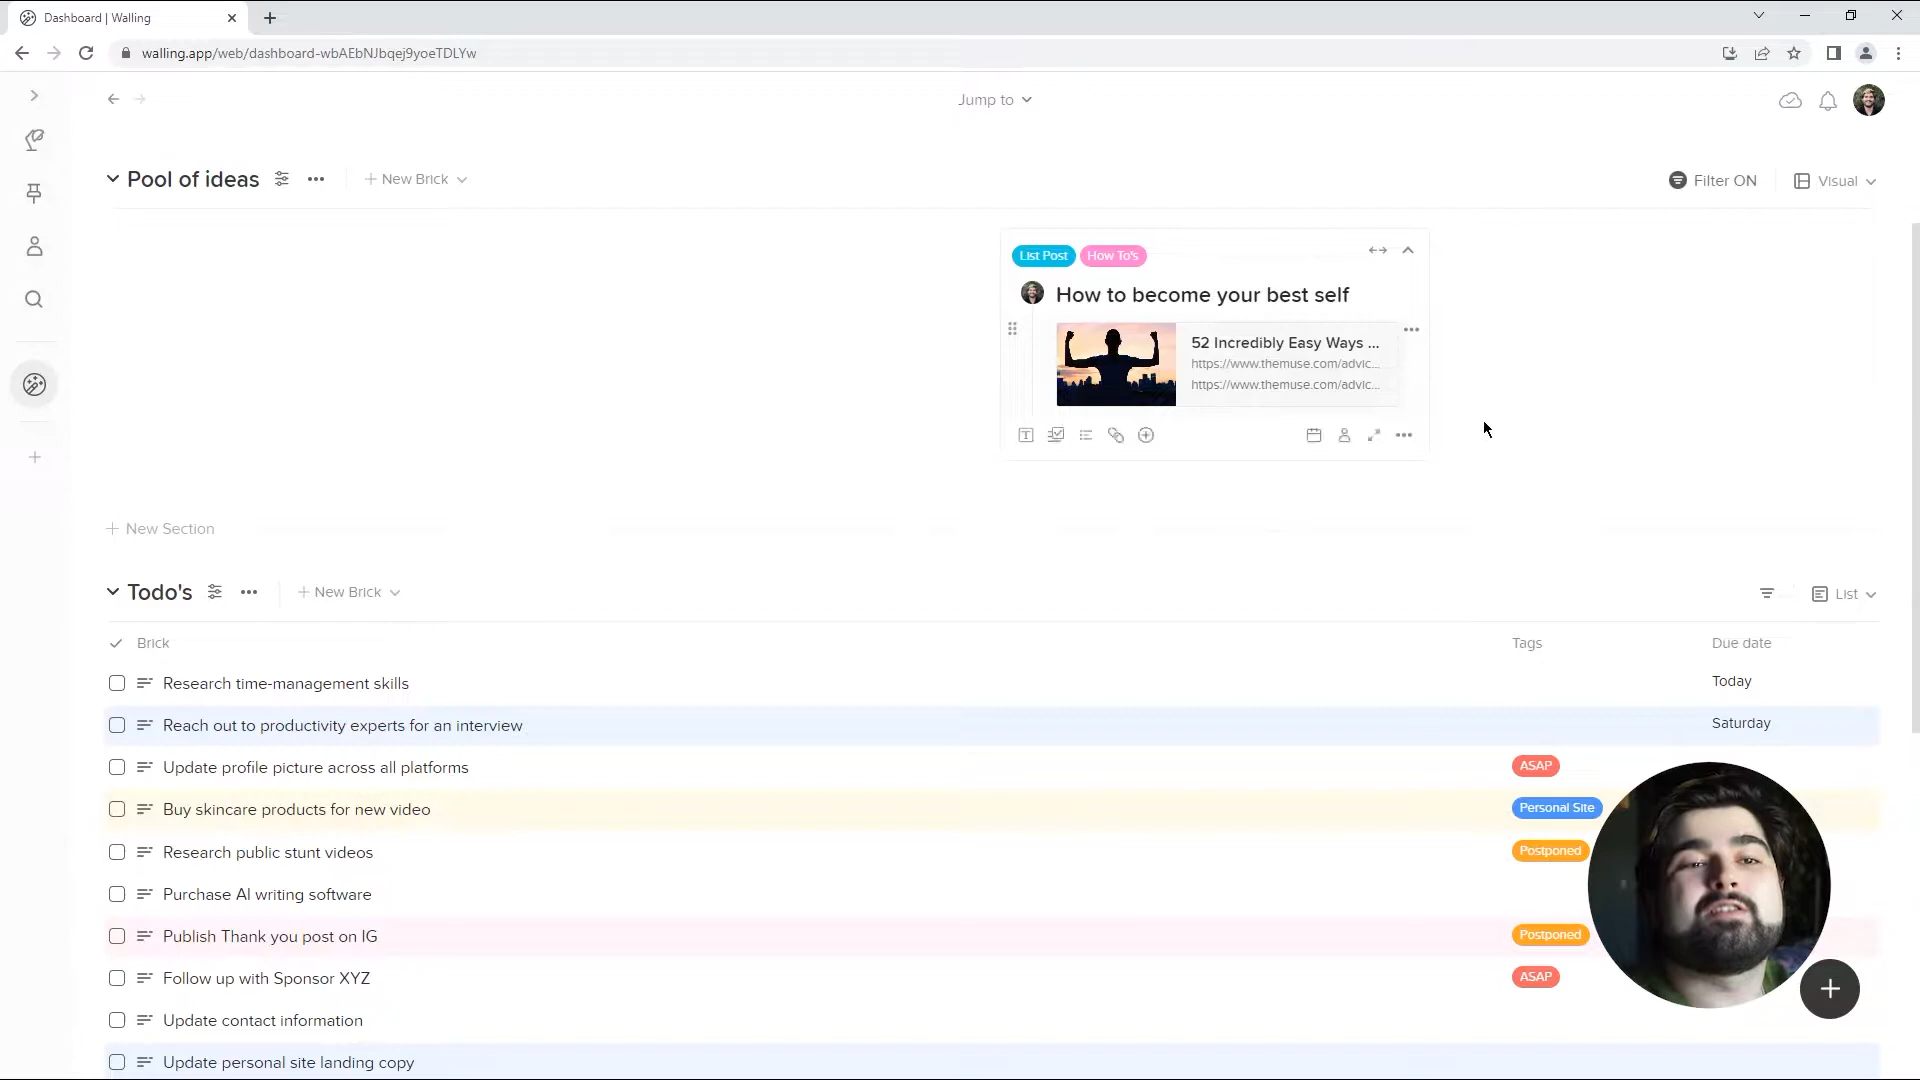 Dashboard | Walling
walling.app/web/dashboard-wbAEbNJbqej9yoeTDLYw
Jump to
Pool of ideas
+ New Brick
Filter ON
Visual
List Post How To's
How to become your best self
52 Incredibly Easy Ways ...
https://www.themuse.com/advic...
https://www.themuse.com/advic...
+ New Section
Todo's
+ New Brick
List
Brick Tags Due date
Research time-management skills Today
Reach out to productivity experts for an interview Saturday
Update profile picture across all platforms ASAP
Buy skincare products for new video Personal Site
Research public stunt videos Postponed
Purchase AI writing software
Publish Thank you post on IG Postponed
Follow up with Sponsor XYZ ASAP
Update contact information
Update personal site landing copy